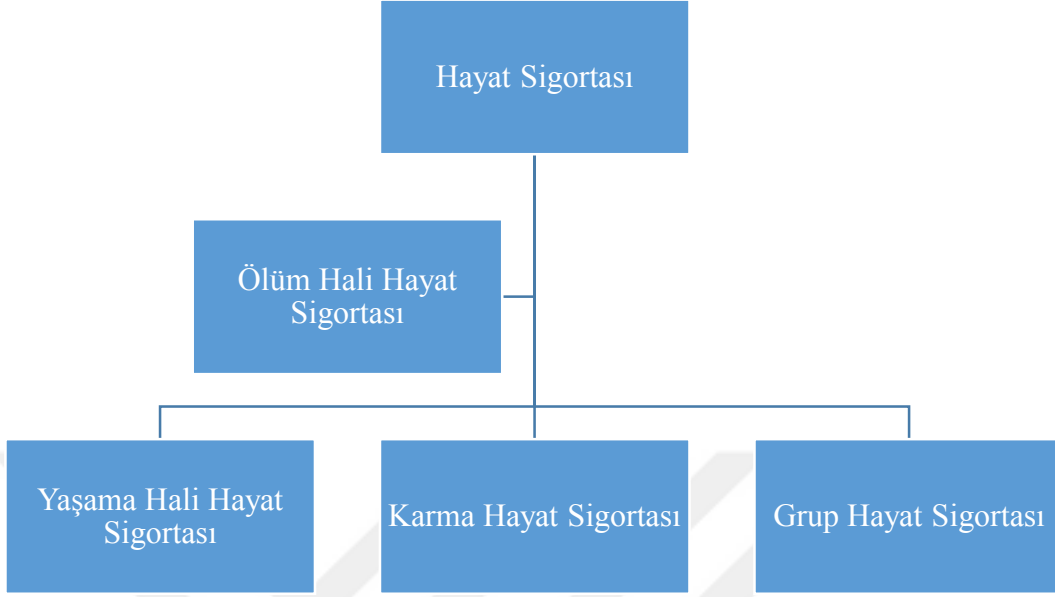 Hayat Sigortası
Ölüm Hali Hayat
Sigortası
Yaşama Hali Hayat
Sigortası
Karma Hayat Sigortası
Grup Hayat Sigortası